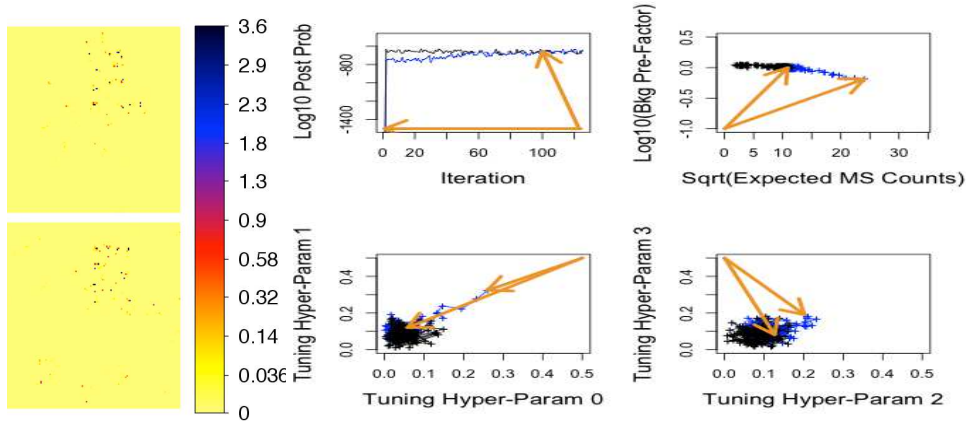 3.6
2.9
2.3
1.8
1.3
0.9
0.58
0.32
0.14
0.036
0
Log10 Post Prob
-800
-1400
0 20 60 100
Iteration
Log10(Bkg Pre-Factor)
0.5
0.0
-0.5
-1.0
0 10 20 30
Sqrt(Expected MS Counts)
Tuning Hyper-Param 1
0.4
0.2
0.0
0.0 0.1 0.2 0.3 0.4 0.5
Tuning Hyper-Param 0
Tuning Hyper-Param 3
0.4
0.2
0.0
0.0 0.1 0.2 0.3 0.4 0.5
Tuning Hyper-Param 2